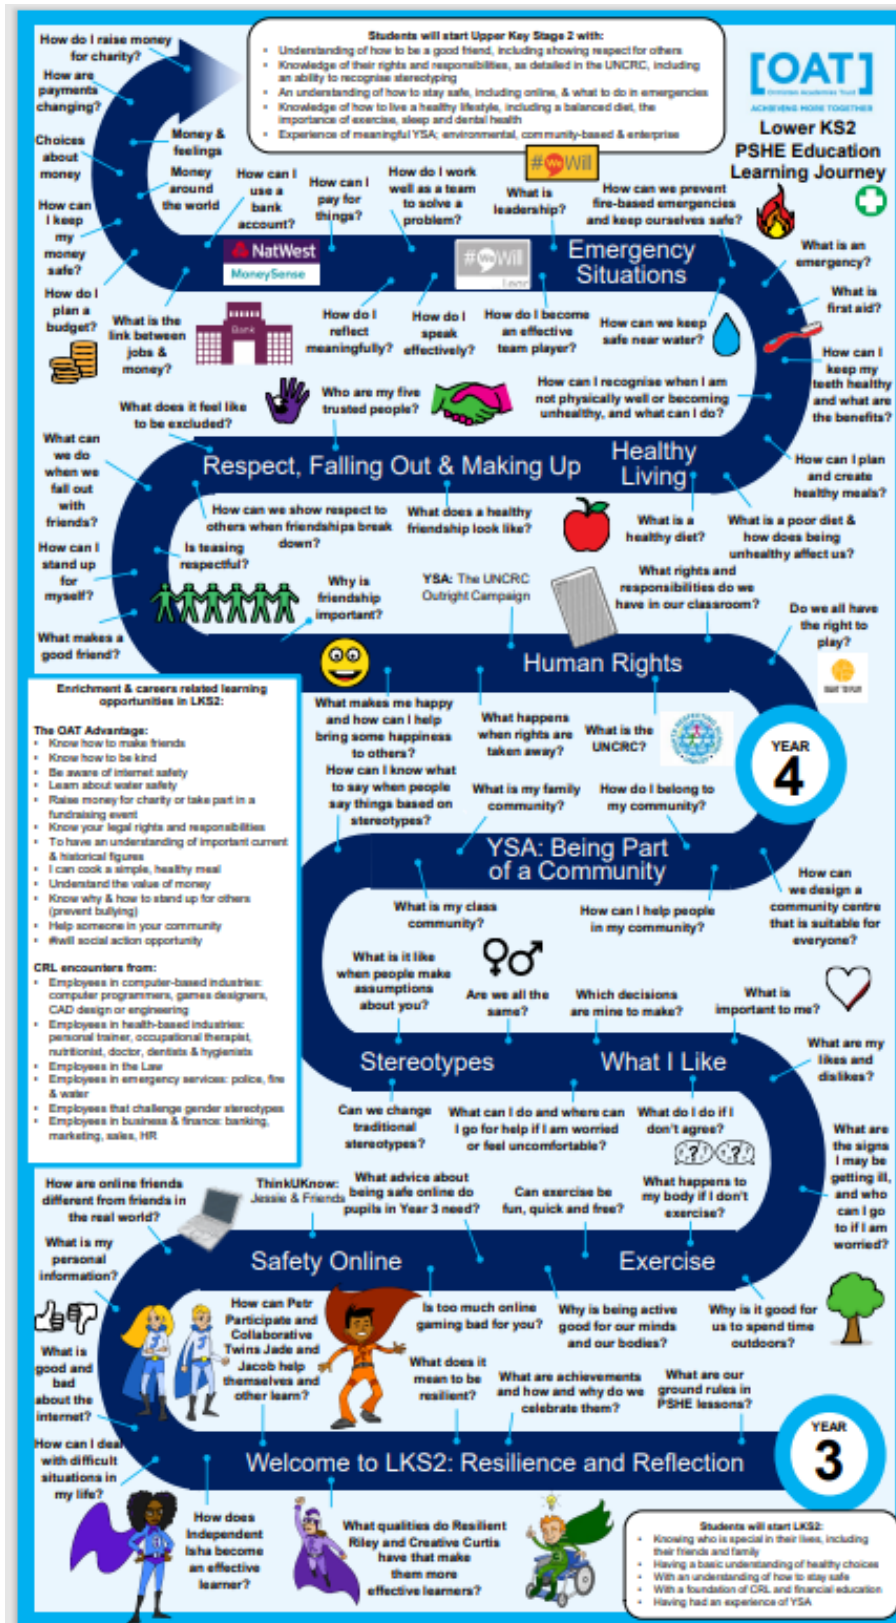 How do I raise money
for charity?
How are
payments
changing?
Choices
about
money
How can
I keep
my
money
safe?
How do I
plan a
budget?
Money &
feelings
Money
around
the world
What is the
link between
jobs &
money?
Students will start Upper Key Stage 2 with:
Understanding of how to be a good friend, including showing respect for others
Knowledge of their rights and responsibilities, as detailed in the UNCRC, including
an ability to recognise stereotyping
An understanding of how to stay safe, including online, & what to do in emergencies
Knowledge of how to live a healthy lifestyle, including a balanced diet, the
importance of exercise, sleep and dental health
Experience of meaningful YSA; environmental, community-based & enterprise
[OAT]
Ormiston Academies Trust
ACHIEVING MORE TOGETHER
Lower KS2
PSHE Education
Learning Journey
#WeWill
How can I
use a
bank
account?
How can I
pay for
things?
How do I work
well as a team
to solve a
problem?
What is
leadership?
How can we prevent
fire-based emergencies
and keep ourselves safe?
NatWest
MoneySense
#WeWill
Emergency
Situations
What is an
emergency?
What is
first aid?
Bank
How do I
reflect
meaningfully?
How do I
speak
effectively?
How do I become
an effective
team player?
How can we keep
safe near water?
How can I
keep my
teeth healthy
and what are
the benefits?
What does it feel like
to be excluded?
Who are my five
trusted people?
How can I recognise when I am
not physically well or becoming
unhealthy, and what can I do?
What can
we do
when we
fall out
with
friends?
Respect, Falling Out & Making Up
Healthy
Living
How can I plan
and create
healthy meals?
How can we show respect to
others when friendships break
down?
What does a healthy
friendship look like?
What is a
healthy diet?
What is a poor diet &
how does being
unhealthy affect us?
How can I
stand up
for
myself?
Is teasing
respectful?
What makes a
good friend?
Why is
friendship
important?
YSA: The UNCRC
Outright Campaign
What rights and
responsibilities do we
have in our classroom?
Do we all have
the right to
play?
Human Rights
What makes me happy
and how can I help
bring some happiness
to others?
What happens
when rights are
taken away?
What is the
UNCRC?
YEAR
4
Enrichment & careers related learning
opportunities in LKS2:
The OAT Advantage:
Know how to make friends
Know how to be kind
Be aware of internet safety
Learn about water safety
Raise money for charity or take part in a
fundraising event
Know your legal rights and responsibilities
To have an understanding of important current
& historical figures
I can cook a simple, healthy meal
Understand the value of money
Know why & how to stand up for others
(prevent bullying)
Help someone in your community
#iwill social action opportunity
CRL encounters from:
Employees in computer-based industries:
computer programmers, games designers,
CAD design or engineering
Employees in health-based industries:
personal trainer, occupational therapist,
nutritionist, doctor, dentists & hygienists
Employees in the Law
Employees in emergency services: police, fire
& water
Employees that challenge gender stereotypes
Employees in business & finance: banking,
marketing, sales, HR
How can I know what
to say when people
say things based on
stereotypes?
What is my family
community?
How do I belong to
my community?
YSA: Being Part
of a Community
What is my class
community?
How can I help people
in my community?
How can
we design a
community centre
that is suitable for
everyone?
What is it like
when people make
assumptions
about you?
Are we all the
same?
Which decisions
are mine to make?
What is
important to me?
Stereotypes
What I Like
What are my
likes and
dislikes?
Can we change
traditional
stereotypes?
What can I do and where can
I go for help if I am worried
or feel uncomfortable?
What do I do if I
don't agree?
What are
the signs
I may be
getting ill,
and who
can I go
to if I am
worried?
How are online friends
different from friends in
the real world?
ThinkUKnow:
Jessie & Friends
What advice about
being safe online do
pupils in Year 3 need?
Can exercise be
fun, quick and free?
What happens to
my body if I don't
exercise?
What is my
personal
information?
Safety Online
Exercise
How can Petr
Participate and
Collaborative
Twins Jade and
Jacob help
themselves and
other learn?
Is too much online
gaming bad for you?
Why is being active
good for our minds
and our bodies?
Why is it good for
us to spend time
outdoors?
What is
good and
bad
about the
internet?
What does it
mean to be
resilient?
What are achievements
and how and why do we
celebrate them?
What are our
ground rules in
PSHE lessons?
How can I deal
with difficult
situations in
my life?
Welcome to LKS2: Resilience and Reflection
YEAR
3
How does
Independent
Isha become
an effective
learner?
What qualities do Resilient
Riley and Creative Curtis
have that make
them more
effective learners?
Students will start LKS2:
Knowing who is special in their lives, including
their friends and family
Having a basic understanding of healthy choices
With an understanding of how to stay safe
With a foundation of CRL and financial education
Having had an experience of YSA